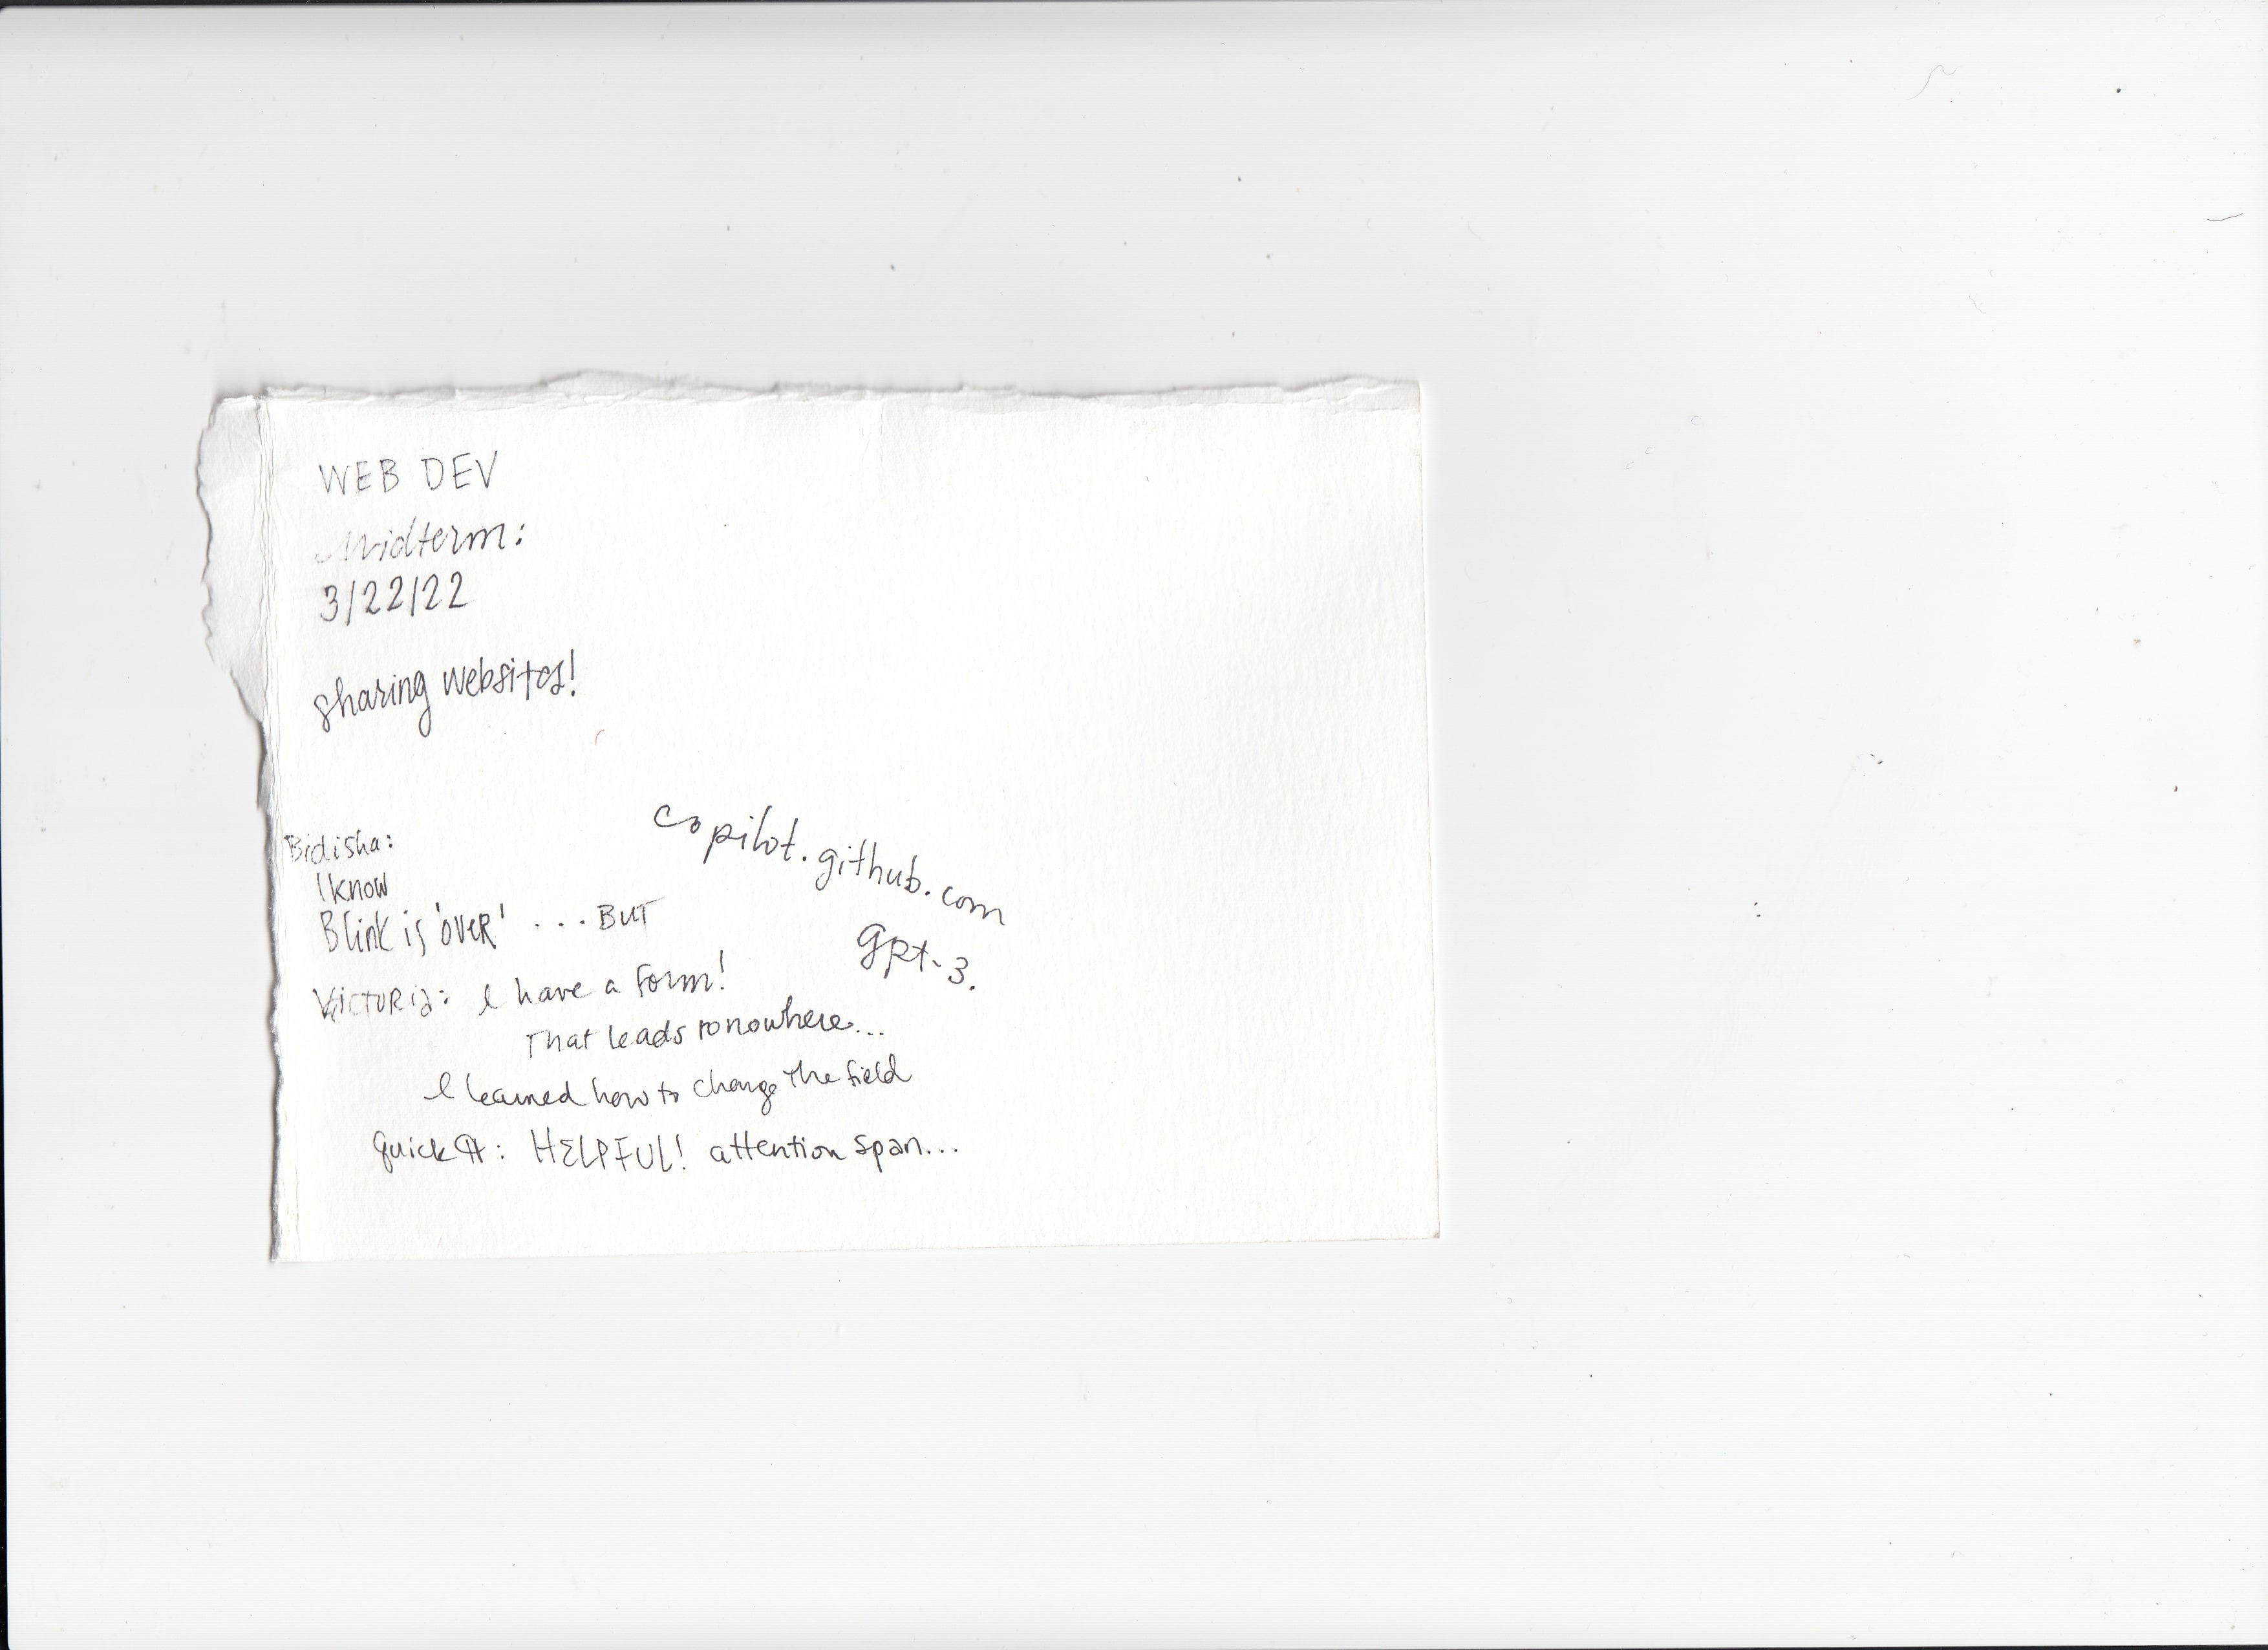 WEB DEV
Midterm:
3/22/22
sharing websites!
copilot.github.com
gpt-3.
Bidisha:
I know
Blink is 'over' ... BUT
Victoria: I have a form!
That leads to nowhere...
I learned how to change the field
Quick: HELPFUL! attention span...